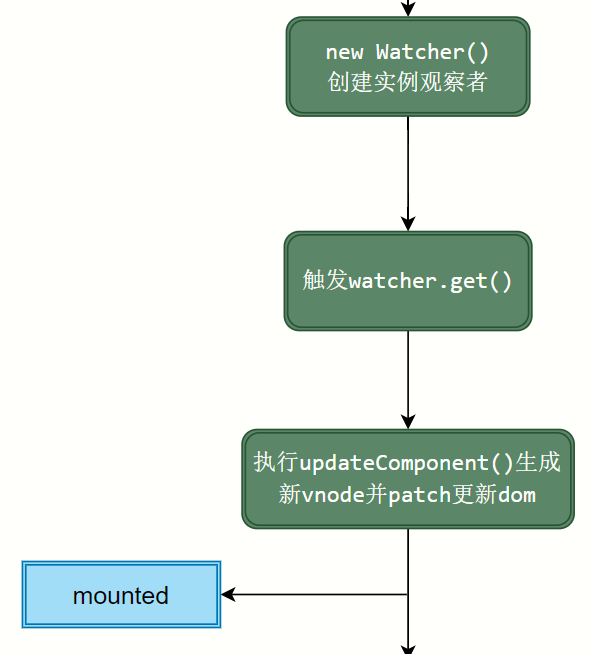 new Watcher()
创建实例观察者
触发watcher.get()
执行updateComponent()生成
新vnode并patch更新dom
mounted